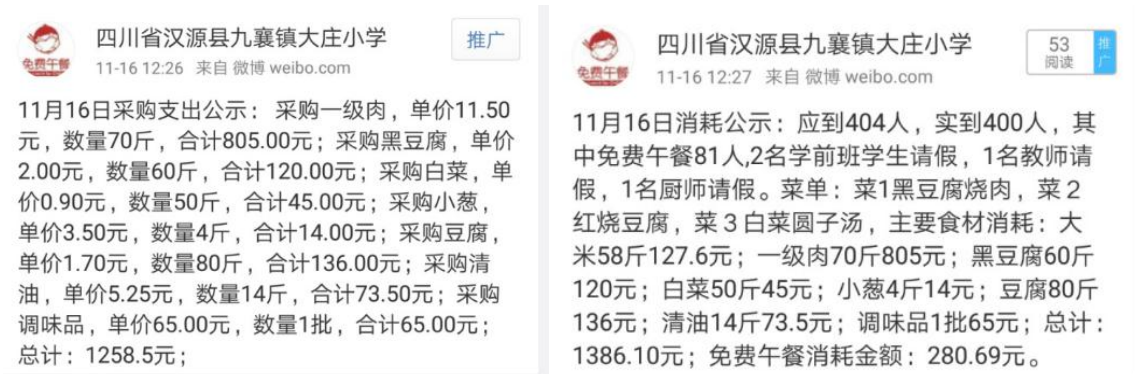 四川省汉源县九襄镇大庄小学
推广
免费午餐
11-16 12:26 来自 微博 weibo.com
11月16日采购支出公示：采购一级肉，单价11.50
元，数量70斤，合计805.00元；采购黑豆腐，单价
2.00元，数量60斤，合计120.00元；采购白菜，单
价0.90元，数量50斤，合计45.00元；采购小葱，
单价3.50元，数量4斤，合计14.00元；采购豆腐，
单价1.70元，数量80斤，合计136.00元；采购清
油，单价5.25元，数量14斤，合计73.50元；采购
调味品，单价65.00元，数量1批，合计65.00元；
总计：1258.5元；
四川省汉源县九襄镇大庄小学
53
阅读
推广
免费午餐
11-16 12:27 来自 微博 weibo.com
11月16日消耗公示：应到404人，实到400人，其
中免费午餐81人,2名学前班学生请假，1名教师请
假，1名厨师请假。菜单：菜1黑豆腐烧肉，菜２
红烧豆腐，菜３白菜圆子汤，主要食材消耗：大
米58斤127.6元；一级肉70斤805元；黑豆腐60斤
120元；白菜50斤45元；小葱4斤14元；豆腐80斤
136元；清油14斤73.5元；调味品1批65元；总计：
1386.10元；免费午餐消耗金额：280.69元。